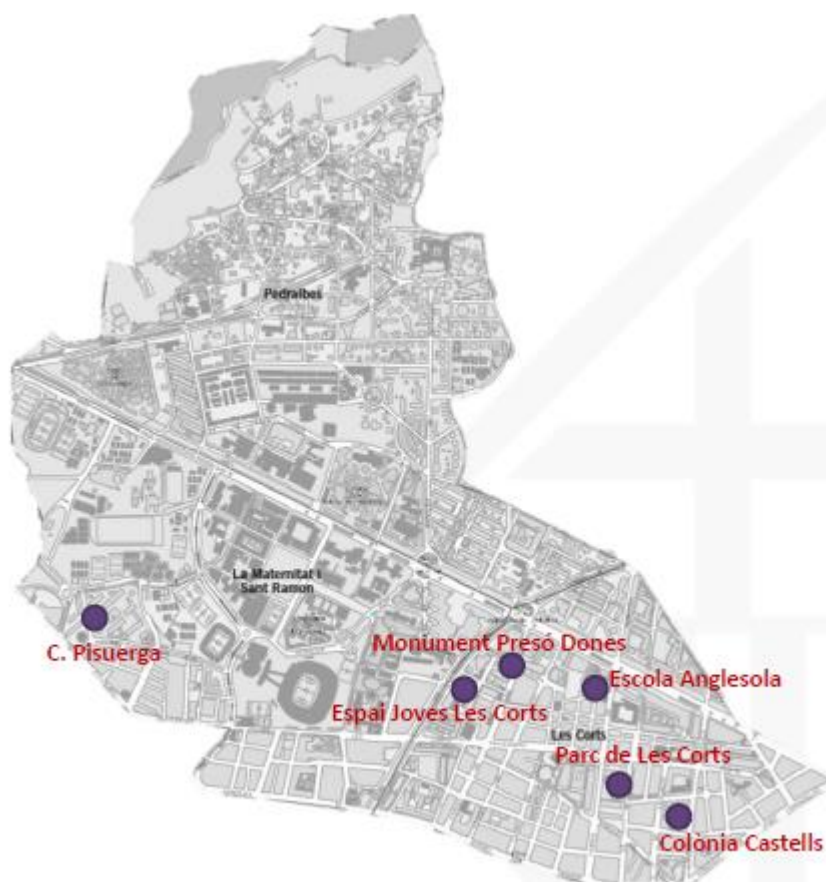 Pedralbes
La Maternitat i
Sant Ramon
C. Pisuerga
Monument Presó Dones
Escola Anglesola
Espai Joves Les Corts
Les Corts
Parc de Les Corts
Colònia Castells